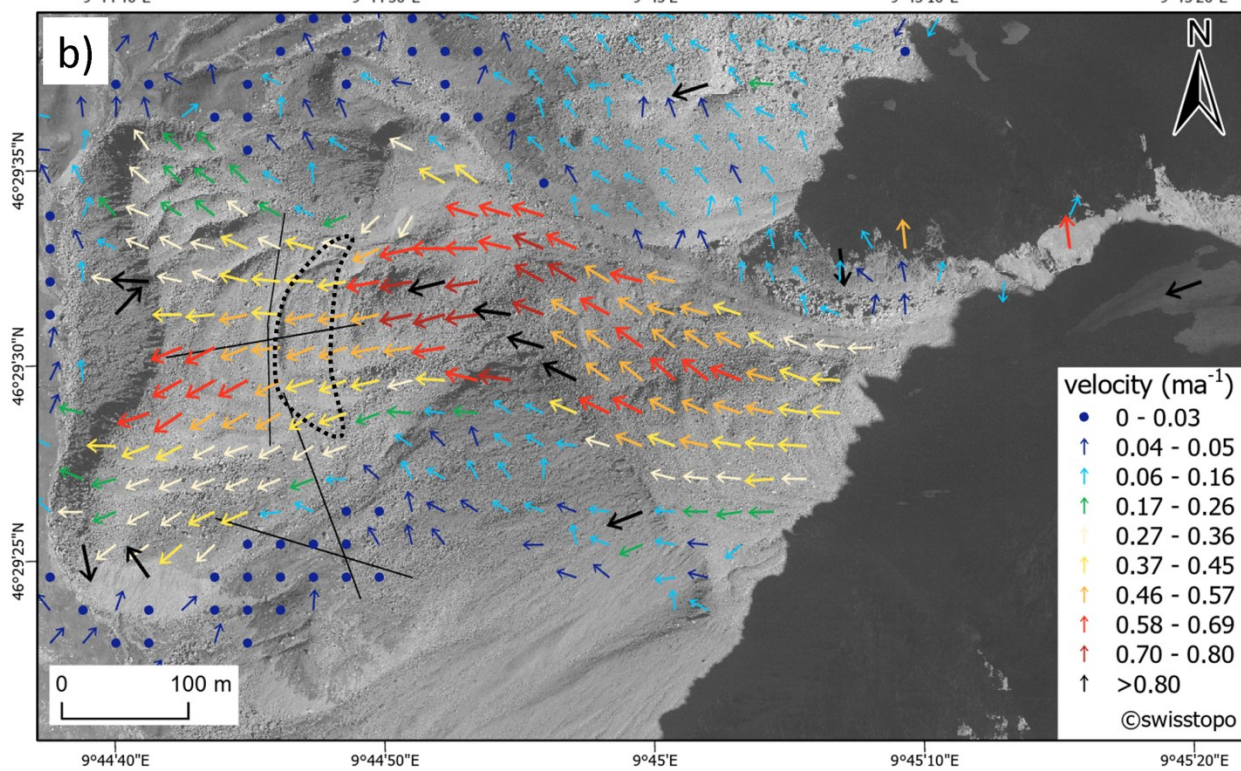 b)
N
46°29'35"N
46°29'30"N
46°29'25"N
velocity (ma⁻¹)
0 - 0.03
0.04 - 0.05
0.06 - 0.16
0.17 - 0.26
0.27 - 0.36
0.37 - 0.45
0.46 - 0.57
0.58 - 0.69
0.70 - 0.80
>0.80
©swisstopo
0 100 m
9°44'40"E 9°44'50"E 9°45'E 9°45'10"E 9°45'20"E